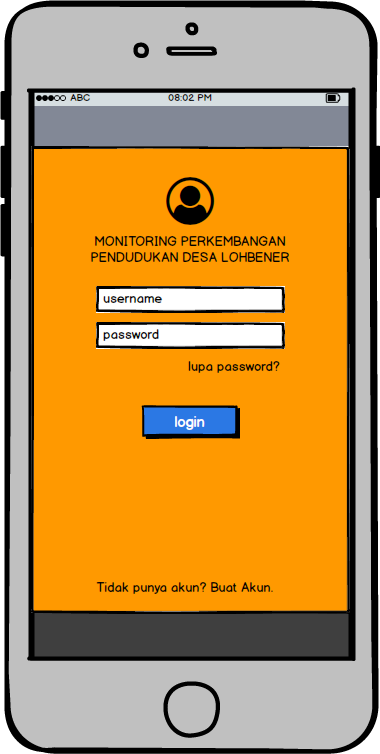 ABC 08:02 PM
MONITORING PERKEMBANGAN
PENDUDUKAN DESA LOHBENER
username
password
lupa password?
login
Tidak punya akun? Buat Akun.